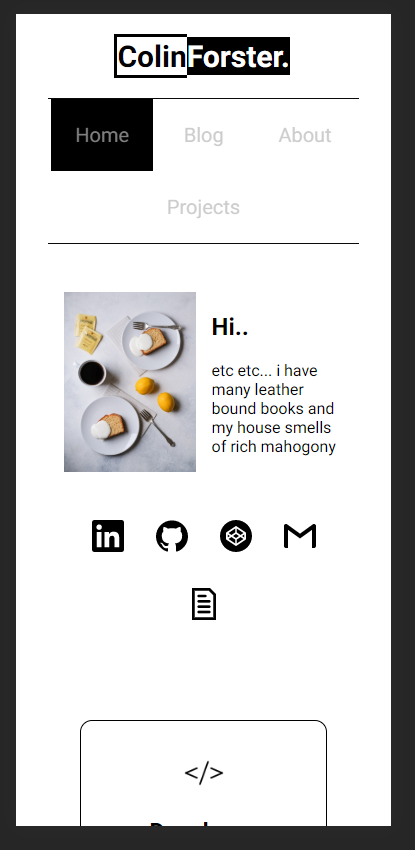 ColinForster.
Home Blog About
Projects
Hi..
etc etc... i have
many leather
bound books and
my house smells
of rich mahogony
in
</>